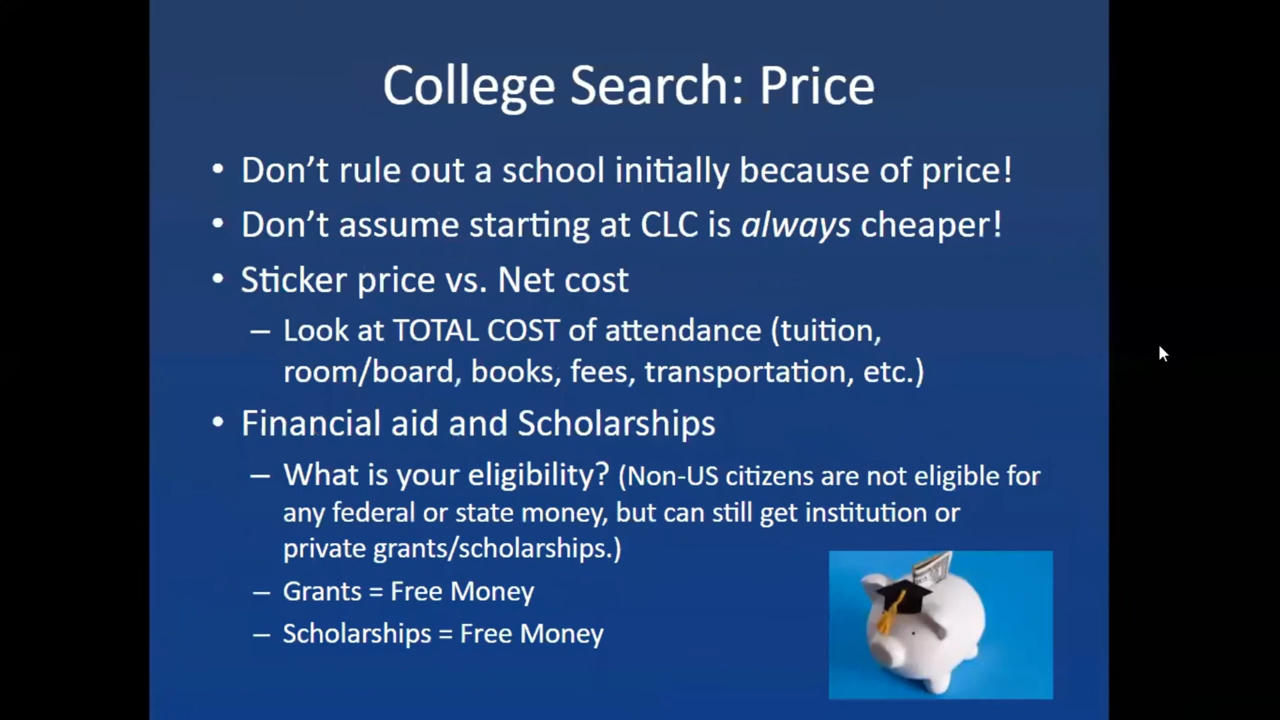 College Search: Price
• Don’t rule out a school initially because of price!
• Don’t assume starting at CLC is always cheaper!
• Sticker price vs. Net cost
– Look at TOTAL COST of attendance (tuition,
room/board, books, fees, transportation, etc.)
• Financial aid and Scholarships
– What is your eligibility? (Non-US citizens are not eligible for
any federal or state money, but can still get institution or
private grants/scholarships.)
– Grants = Free Money
– Scholarships = Free Money